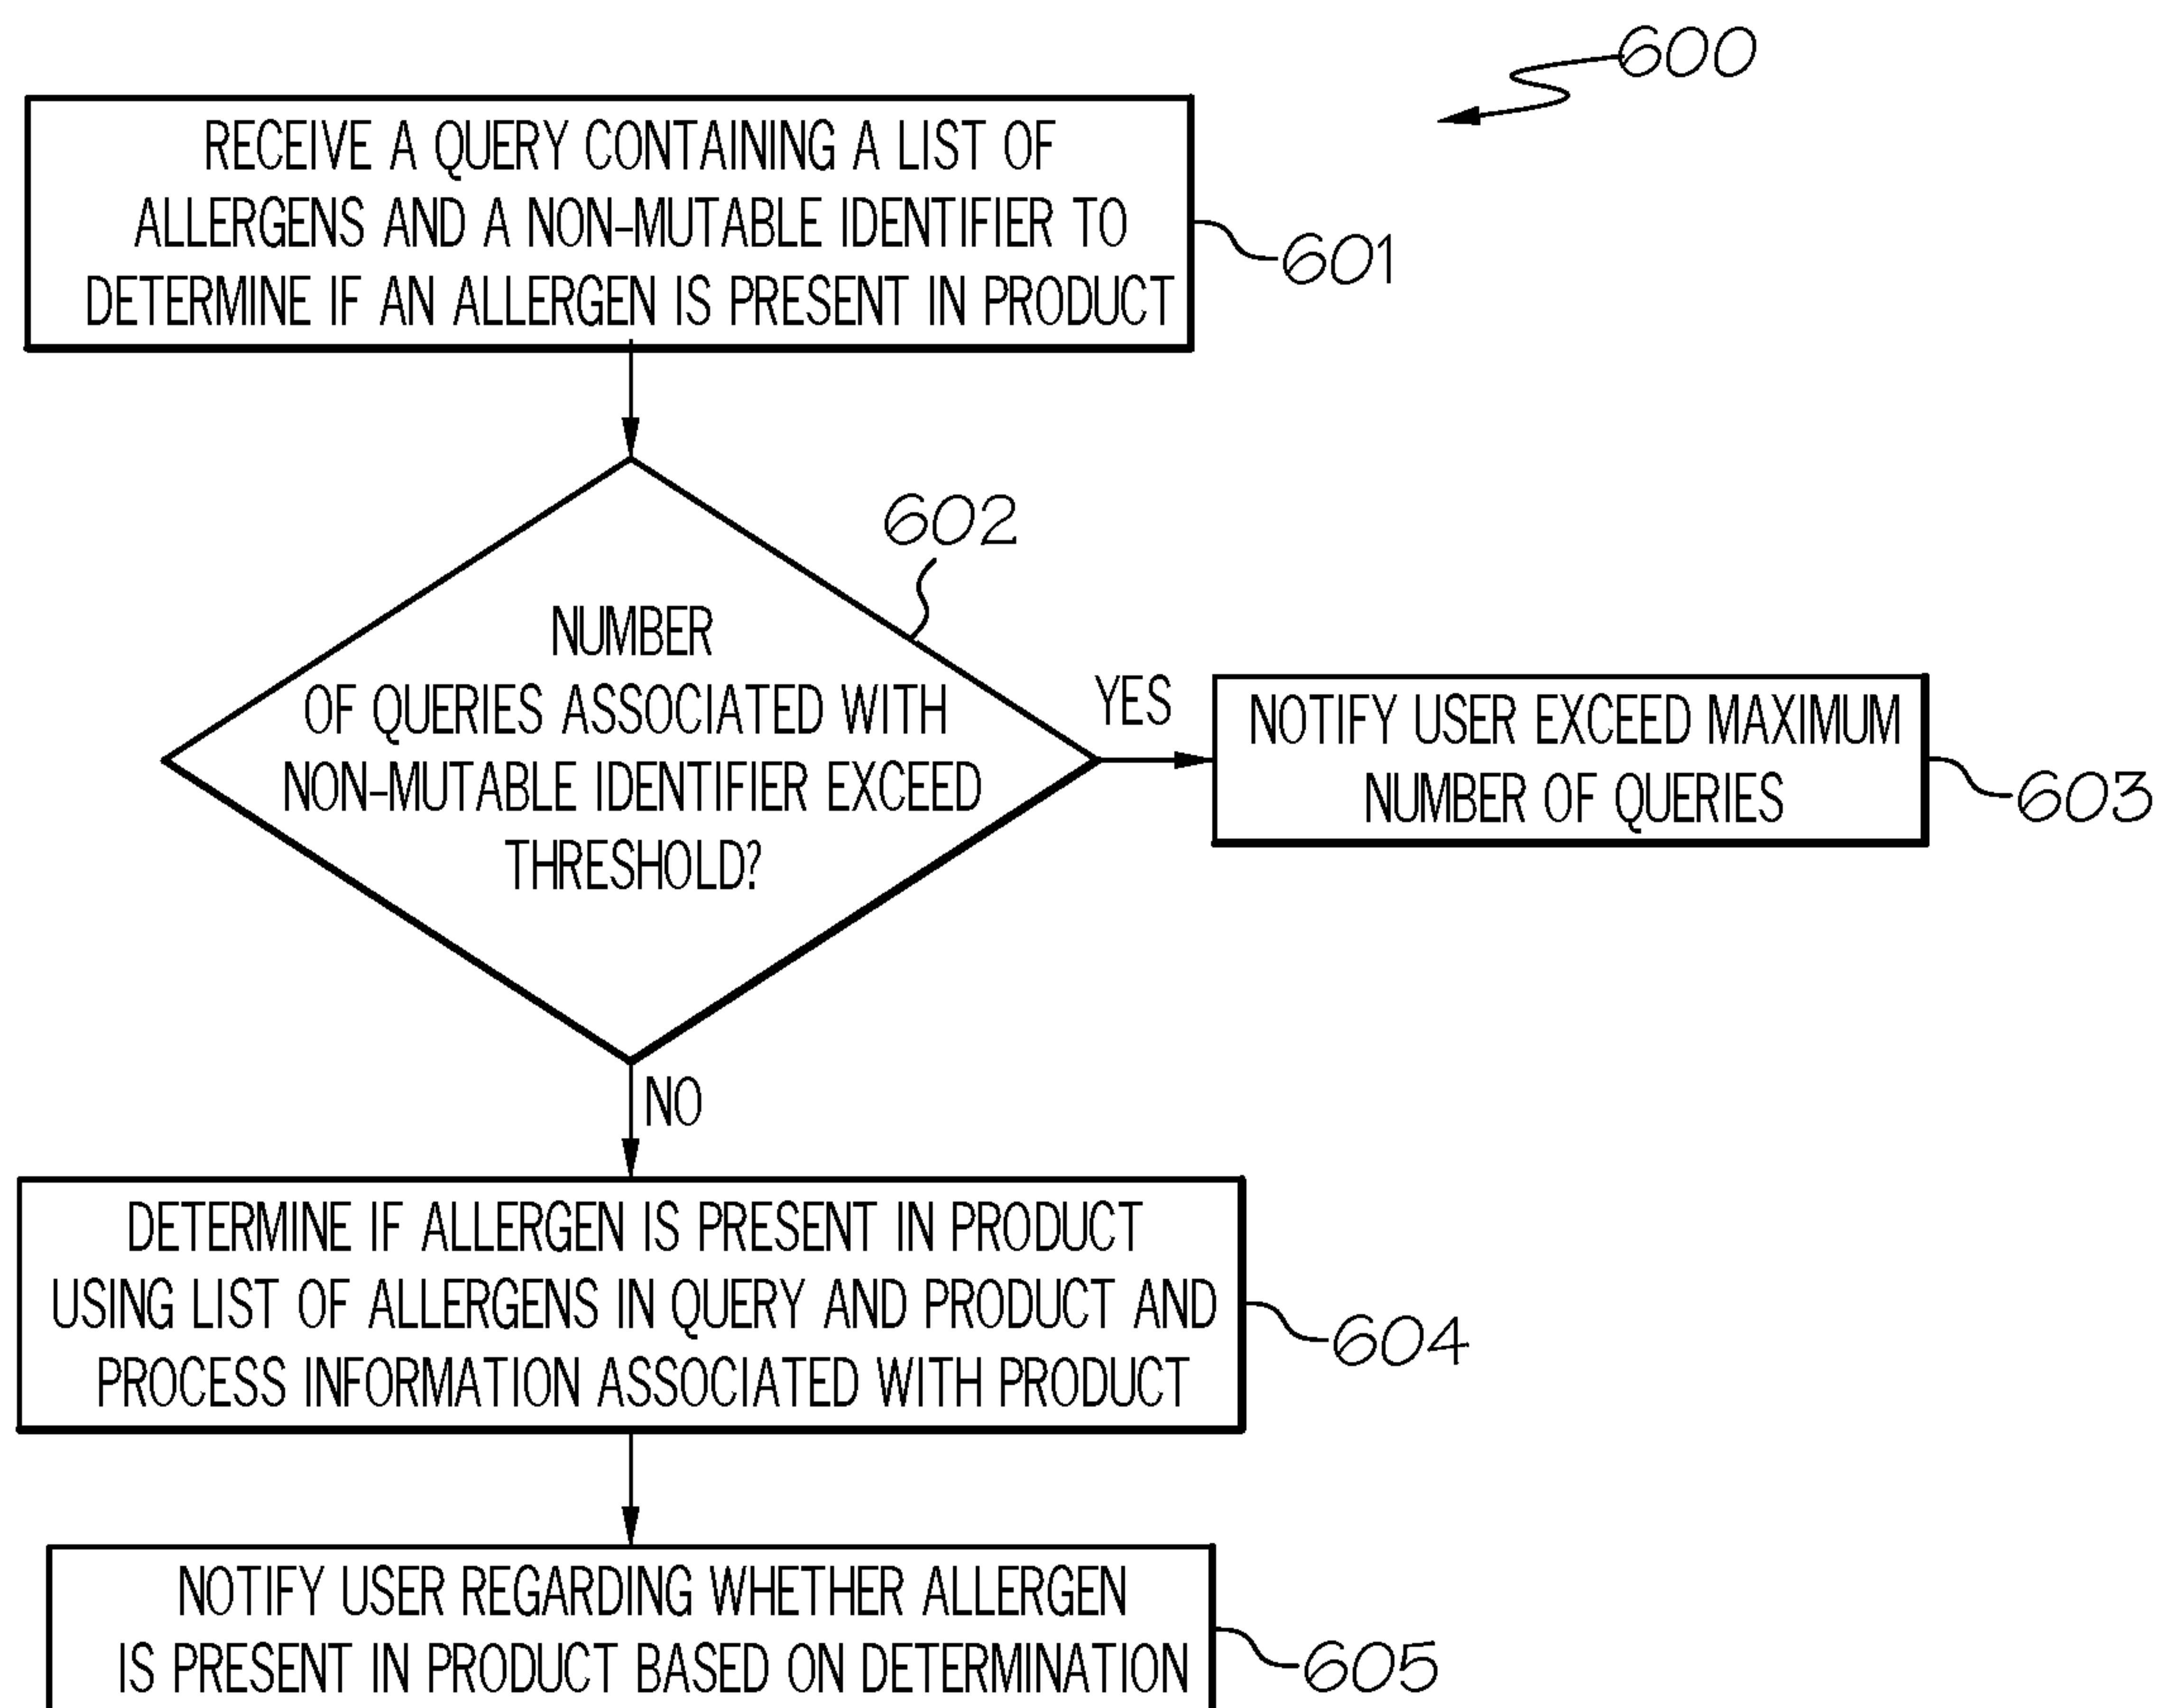 600
RECEIVE A QUERY CONTAINING A LIST OF
ALLERGENS AND A NON-MUTABLE IDENTIFIER TO
DETERMINE IF AN ALLERGEN IS PRESENT IN PRODUCT
601
602
NUMBER
OF QUERIES ASSOCIATED WITH
NON-MUTABLE IDENTIFIER EXCEED
THRESHOLD?
YES
NOTIFY USER EXCEED MAXIMUM
NUMBER OF QUERIES
603
NO
DETERMINE IF ALLERGEN IS PRESENT IN PRODUCT
USING LIST OF ALLERGENS IN QUERY AND PRODUCT AND
PROCESS INFORMATION ASSOCIATED WITH PRODUCT
604
NOTIFY USER REGARDING WHETHER ALLERGEN
IS PRESENT IN PRODUCT BASED ON DETERMINATION
605